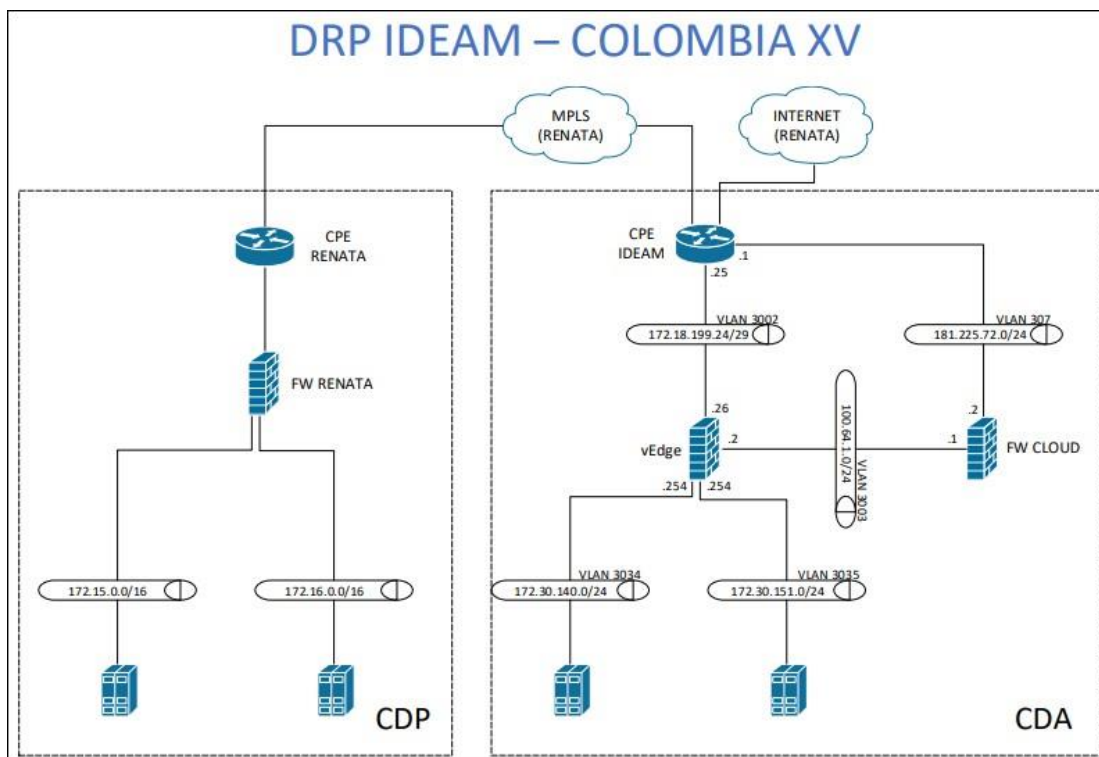 DRP IDEAM – COLOMBIA XV
MPLS
(RENATA)
INTERNET
(RENATA)
CPE
RENATA
CPE
IDEAM
.1
.25
VLAN 3002
172.18.199.24/29
VLAN 307
181.225.72.0/24
FW RENATA
.26
.2
vEdge
.2
.1
FW CLOUD
100.64.1.0/24
VLAN 3003
.254
.254
172.15.0.0/16
172.16.0.0/16
VLAN 3034
172.30.140.0/24
VLAN 3035
172.30.151.0/24
CDP
CDA